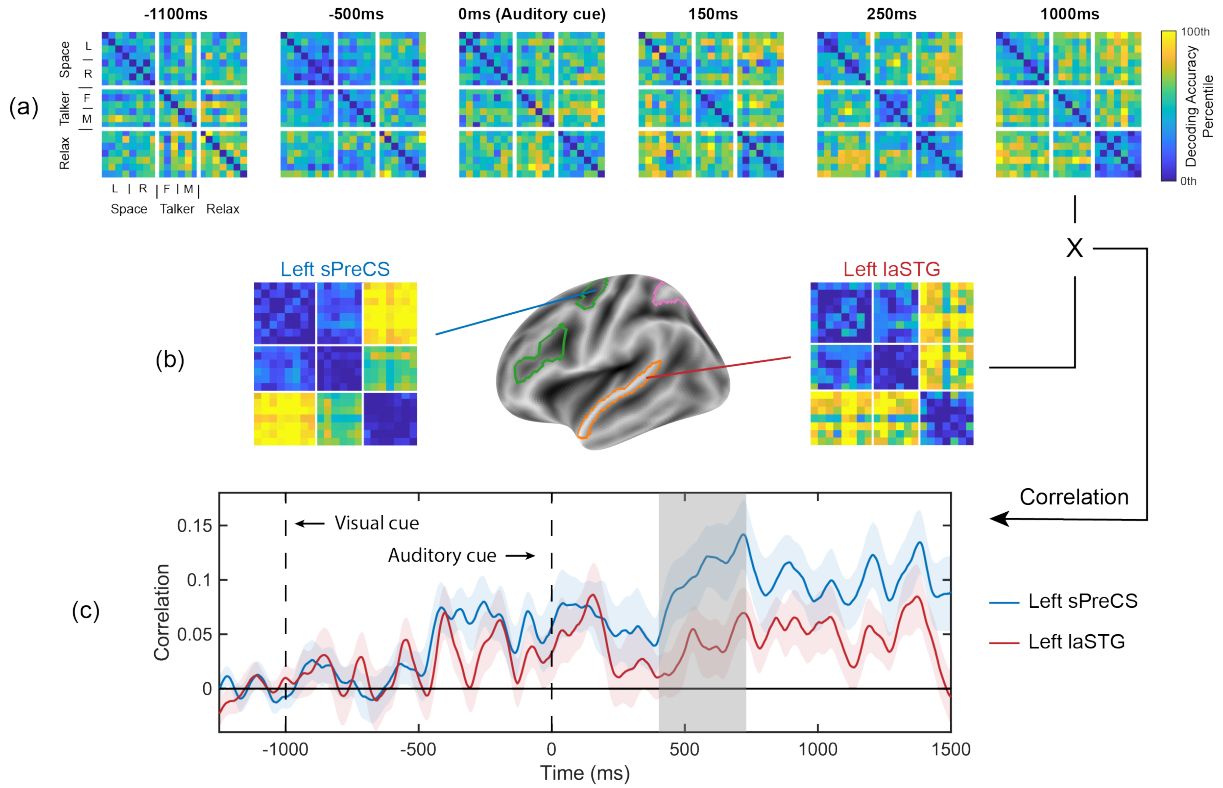 -1100ms -500ms 0ms (Auditory cue) 150ms 250ms 1000ms
(a)
Space L R
Talker F M
Relax
100th
0th
Decoding Accuracy
Percentile
L R F M
Space Talker Relax
X
(b)
Left sPreCS
Left laSTG
Correlation
(c)
Correlation
0.15
0.1
0.05
0
Visual cue
Auditory cue
-1000 -500 0 500 1000 1500
Time (ms)
Left sPreCS
Left laSTG